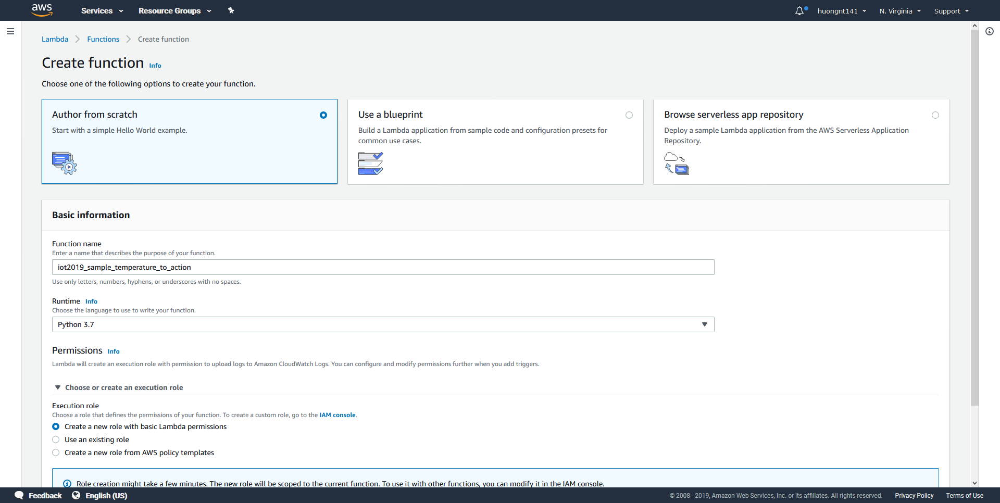 aws Services Resource Groups huongnt141 N. Virginia Support
Lambda Functions Create function
Create function Info
Choose one of the following options to create your function.
Author from scratch
Start with a simple Hello World example.
Use a blueprint
Build a Lambda application from sample code and configuration presets for
common use cases.
Browse serverless app repository
Deploy a sample Lambda application from the AWS Serverless Application
Repository.
Basic information
Function name
Enter a name that describes the purpose of your function.
iot2019_sample_temperature_to_action
Use only letters, numbers, hyphens, or underscores with no spaces.
Runtime Info
Choose the language to use to write your function.
Python 3.7
Permissions Info
Lambda will create an execution role with permission to upload logs to Amazon CloudWatch Logs. You can configure and modify permissions further when you add triggers.
Choose or create an execution role
Execution role
Choose a role that defines the permissions of your function. To create a custom role, go to the IAM console.
Create a new role with basic Lambda permissions
Use an existing role
Create a new role from AWS policy templates
Role creation might take a few minutes. The new role will be scoped to the current function. To use it with other functions, you can modify it in the IAM console.
Feedback English (US) © 2008 - 2019, Amazon Web Services, Inc. or its affiliates. All rights reserved. Privacy Policy Terms of Use